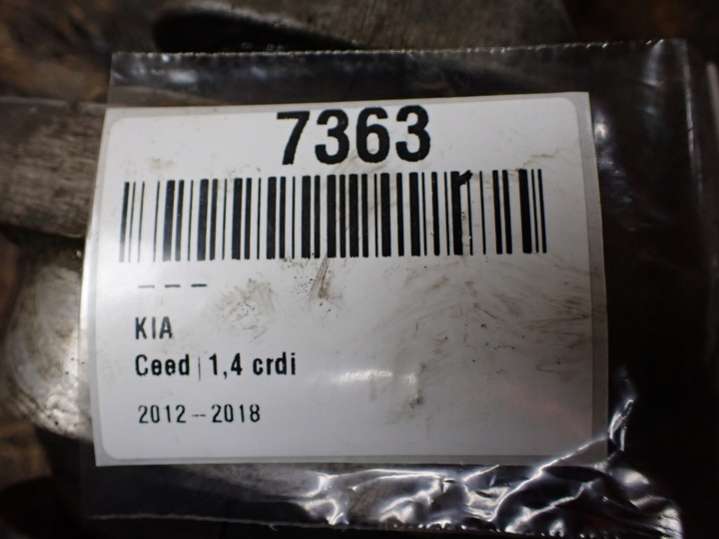 7363
---
KIA
Ceed | 1,4 crdi
2012-2018